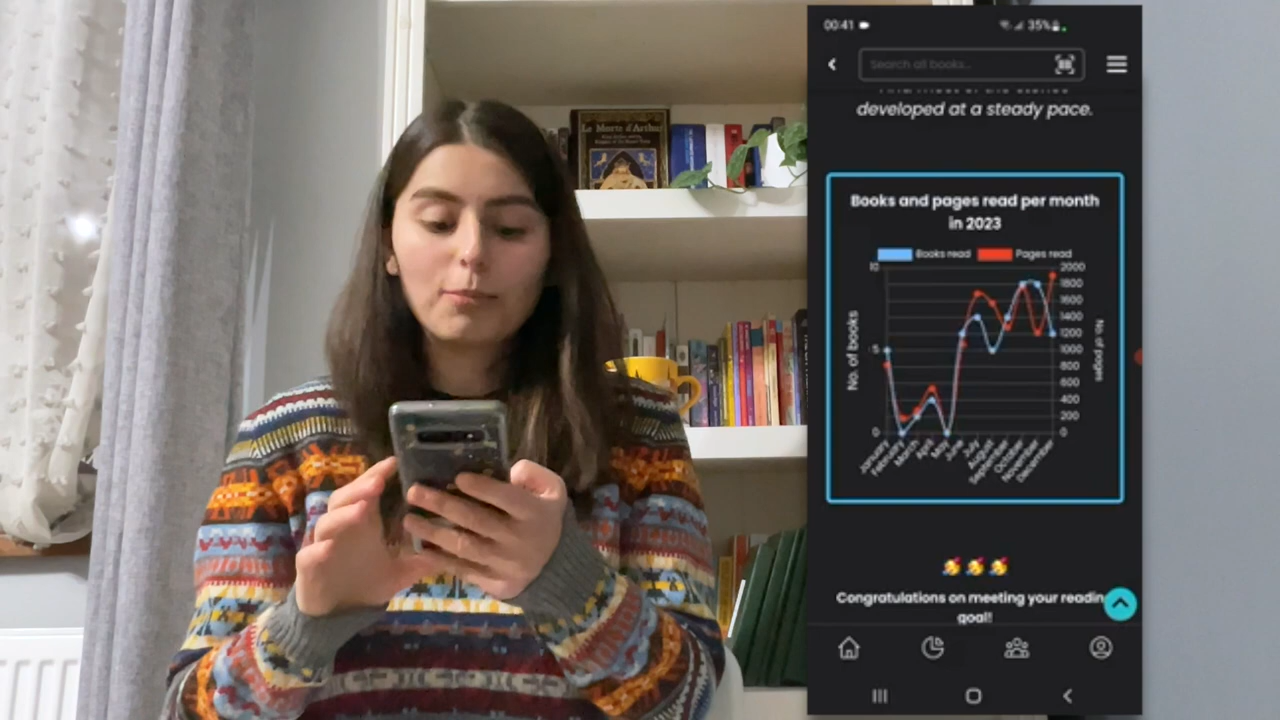 Le Morte d'Arthur
00:41
35%
Search all books...
developed at a steady pace.
Books and pages read per month
in 2023
Books read
Pages read
10
5
0
No. of books
2000
1800
1600
1400
1200
1000
800
600
400
200
0
No. of pages
January
February
March
April
May
June
July
August
September
October
November
December
Congratulations on meeting your reading
goal!